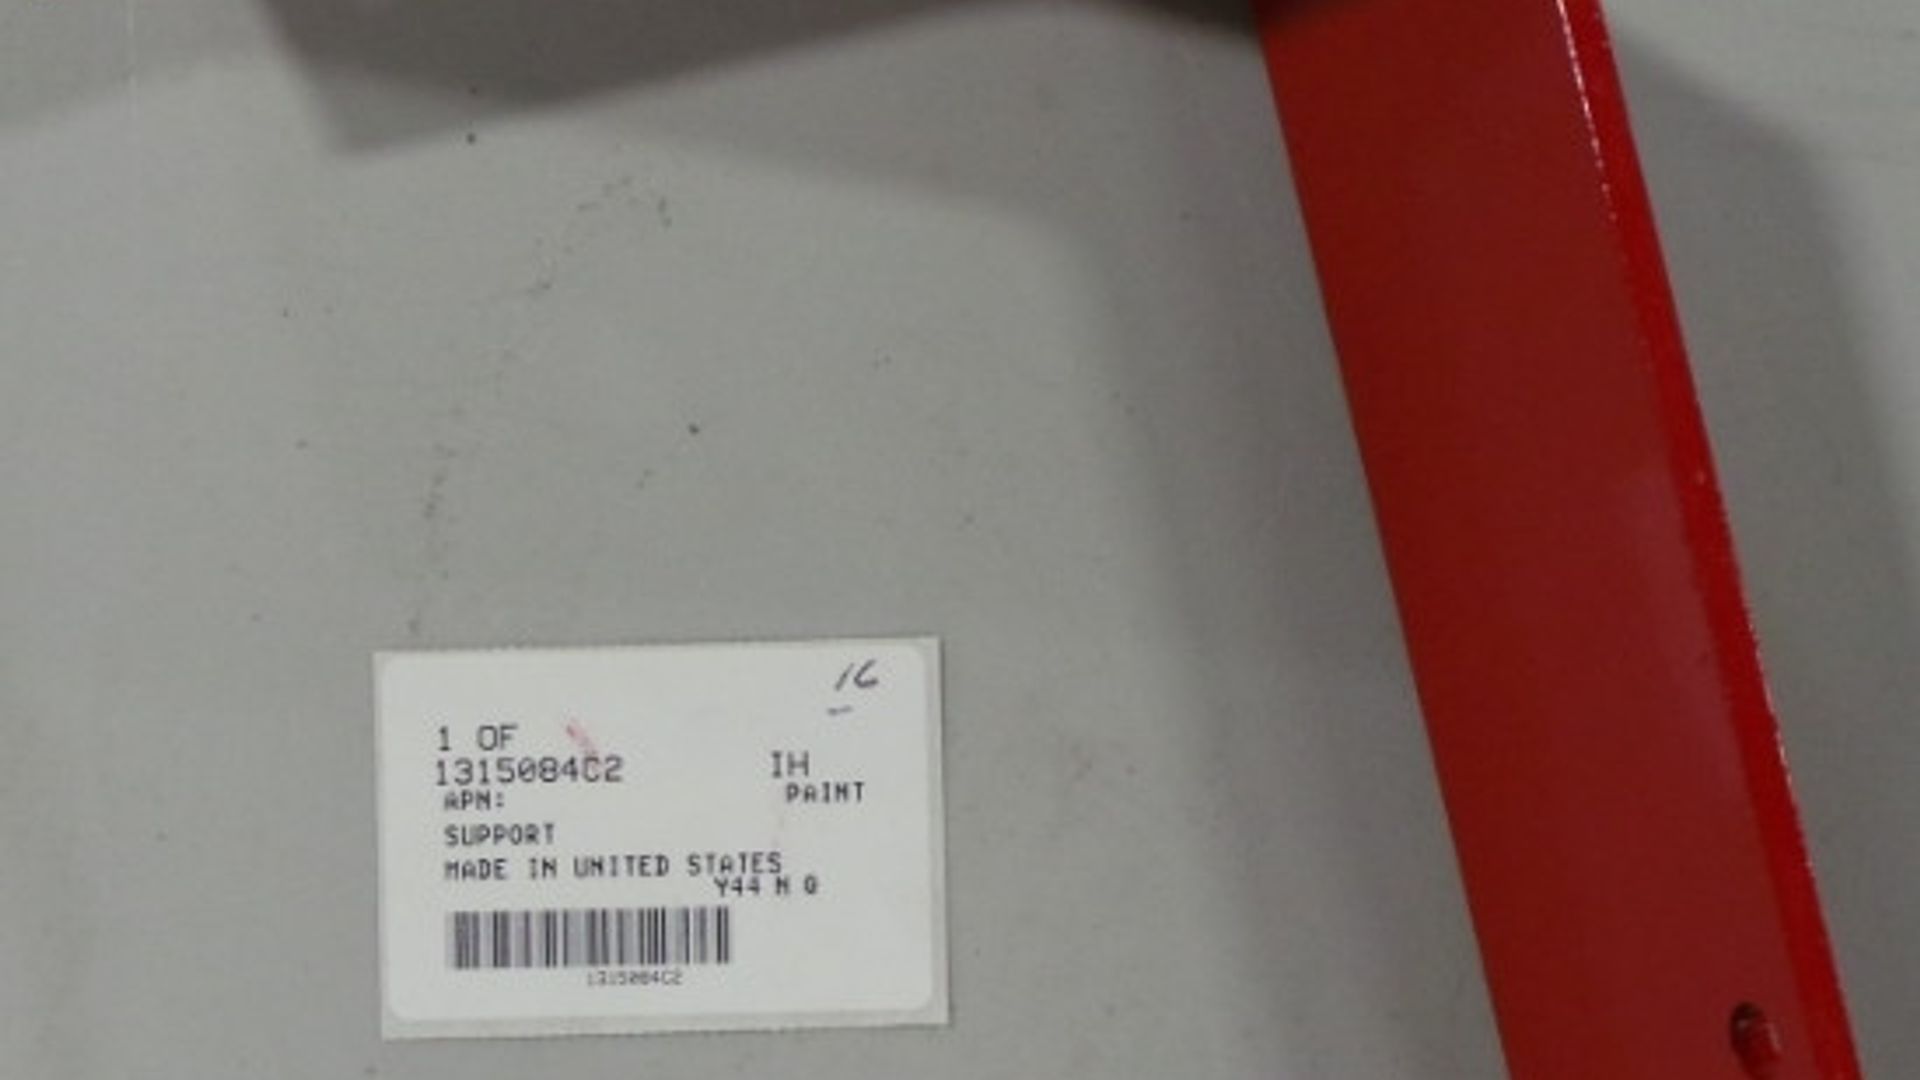 16
1 OF
1315084C2 IH
APN: PAINT
SUPPORT
MADE IN UNITED STATES
Y44 N 0
1315084C2